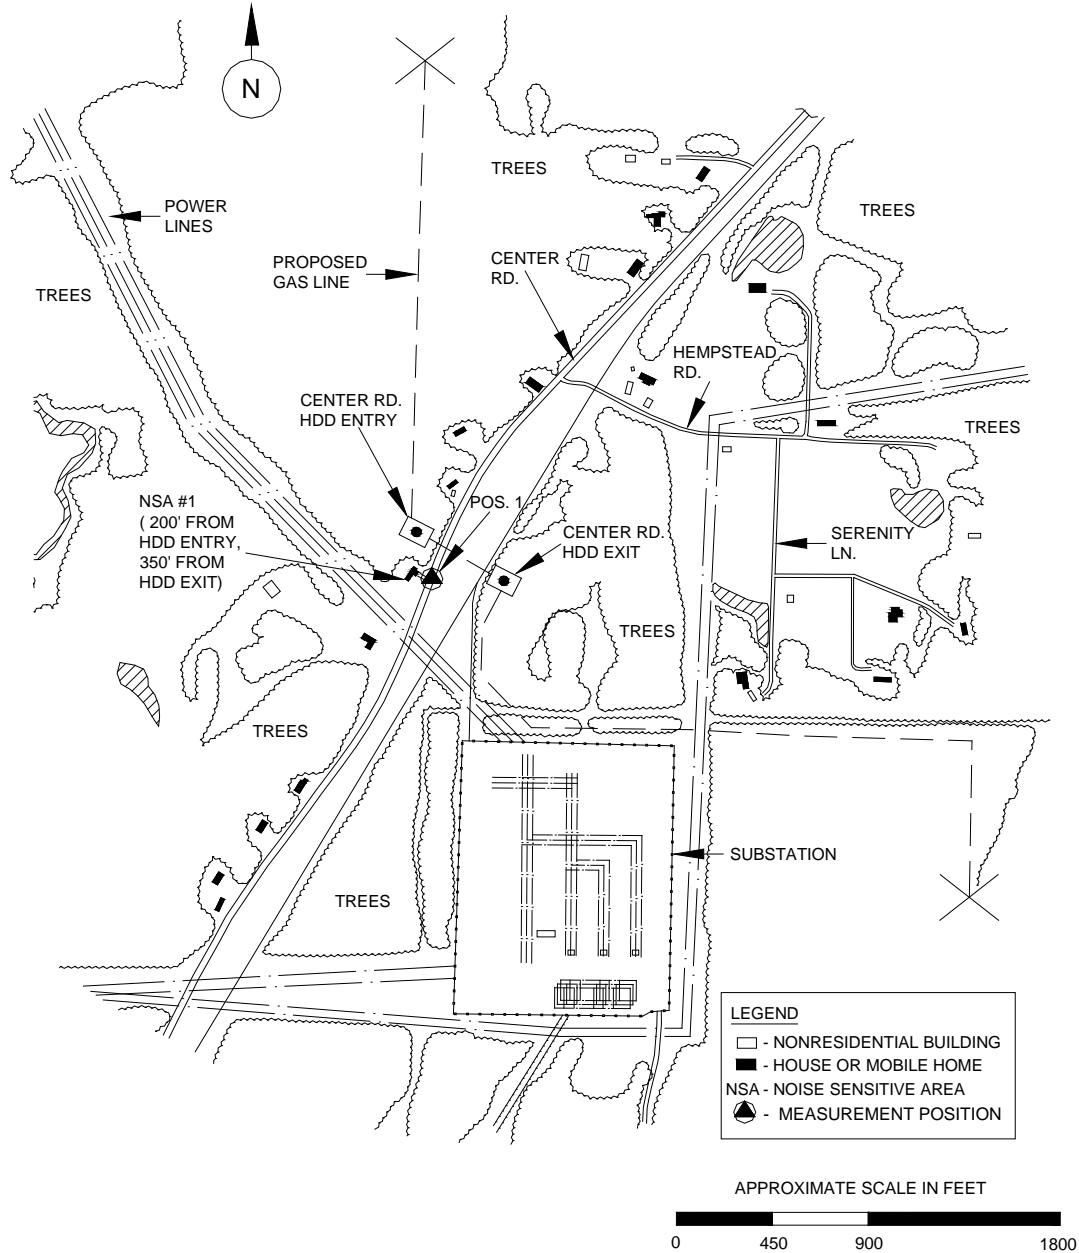 N
TREES
POWER
LINES
TREES
CENTER
RD.
PROPOSED
GAS LINE
TREES
HEMPSTEAD
RD.
CENTER RD.
HDD ENTRY
TREES
NSA #1
( 200' FROM
HDD ENTRY,
350' FROM
HDD EXIT)
POS. 1
CENTER RD.
HDD EXIT
SERENITY
LN.
TREES
TREES
SUBSTATION
TREES
LEGEND
- NONRESIDENTIAL BUILDING
- HOUSE OR MOBILE HOME
NSA - NOISE SENSITIVE AREA
- MEASUREMENT POSITION
APPROXIMATE SCALE IN FEET
0 450 900 1800